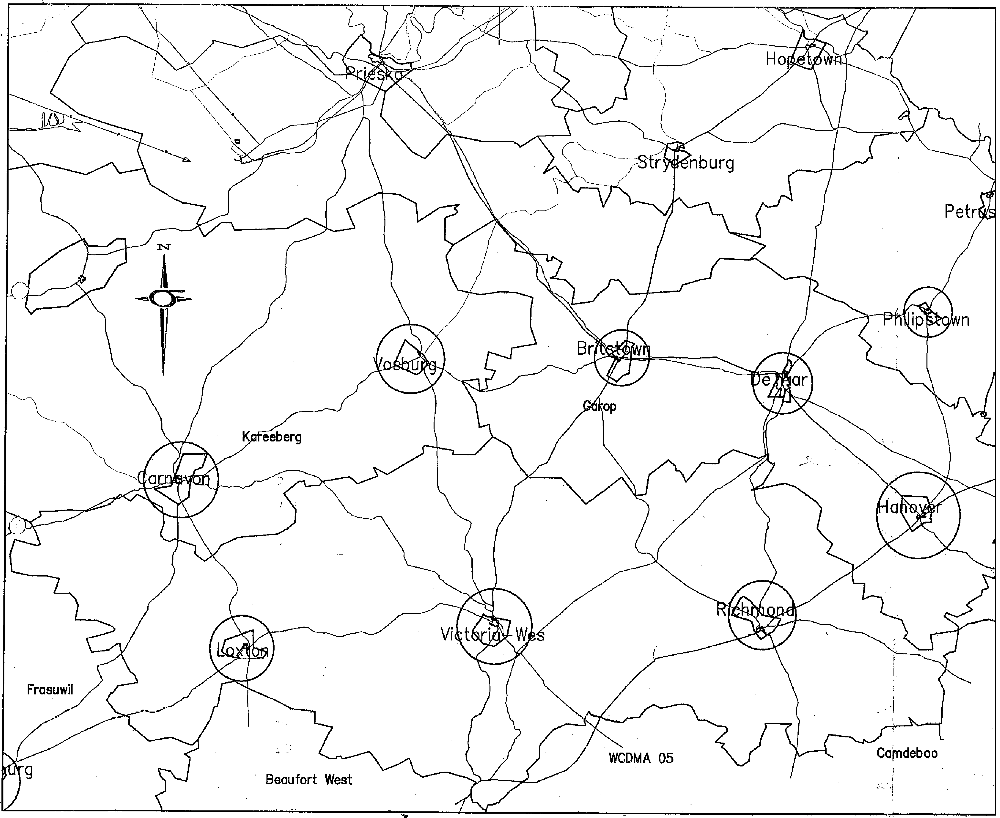 Hopetown
Prieska
Strydenburg
Petrus
N
Philipstown
Britstown
Vosburg
De Aar
Garop
Kareeberg
Carnavon
Hanover
Richmond
Victoria-Wes
Loxton
Frasuwil
Camdeboo
WCDMA 05
urg
Beaufort West